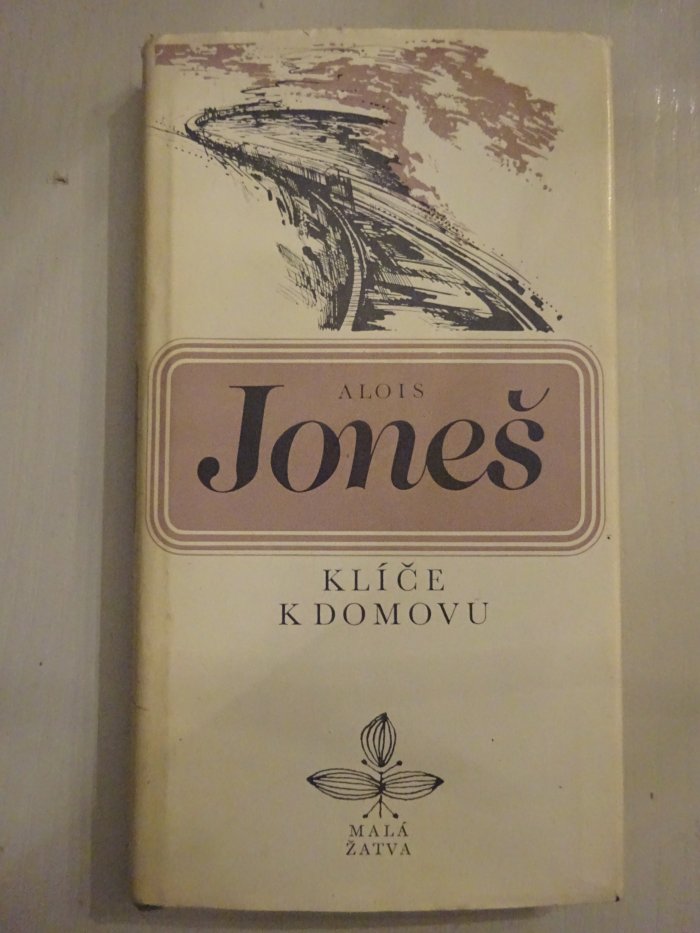 ALOIS
Joneš
KLÍČE
K DOMOVU
MALÁ
ŽATVA